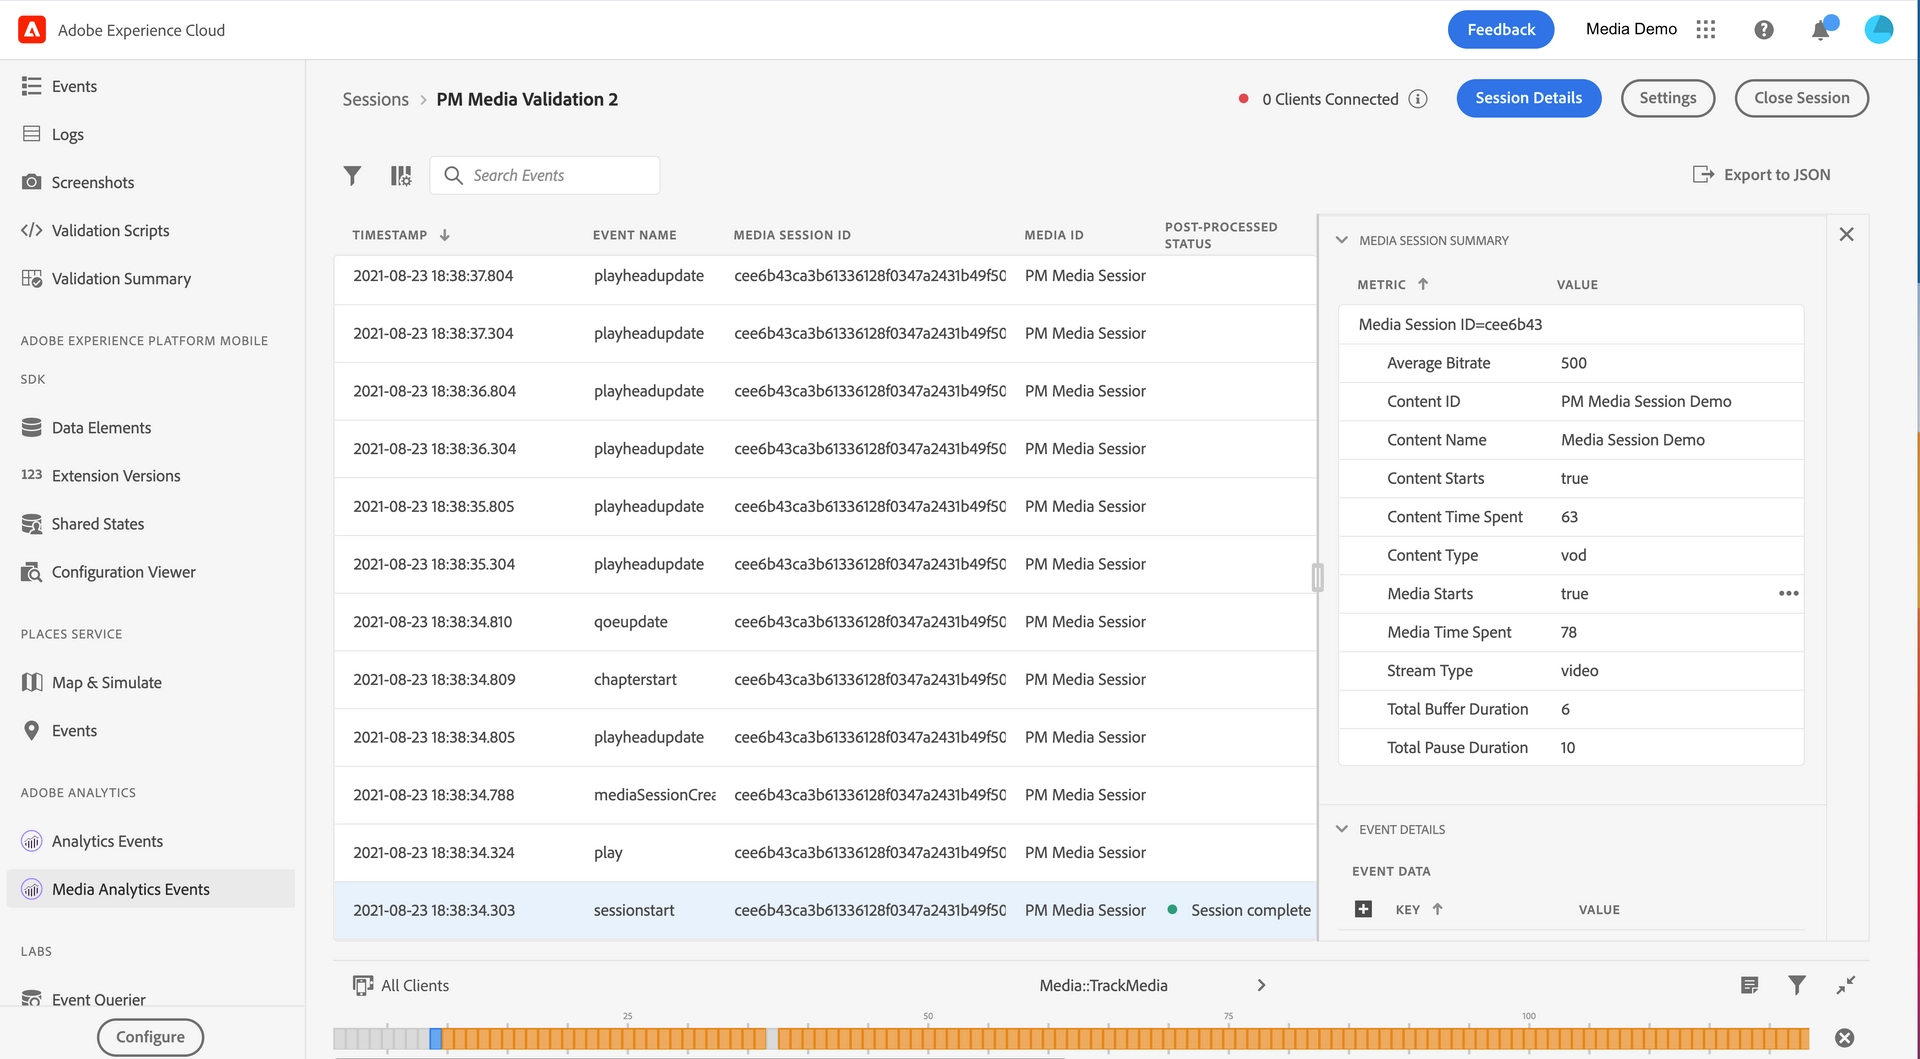 Adobe Experience Cloud
Feedback
Media Demo
Events
Logs
Screenshots
Validation Scripts
Validation Summary
ADOBE EXPERIENCE PLATFORM MOBILE
SDK
Data Elements
123 Extension Versions
Shared States
Configuration Viewer
PLACES SERVICE
Map & Simulate
Events
ADOBE ANALYTICS
Analytics Events
Media Analytics Events
LABS
Event Querier
Configure
Sessions > PM Media Validation 2
0 Clients Connected
Session Details
Settings
Close Session
Search Events
Export to JSON
TIMESTAMP EVENT NAME MEDIA SESSION ID MEDIA ID POST-PROCESSED
STATUS
2021-08-23 18:38:37.804 playheadupdate cee6b43ca3b61336128f0347a2431b49f50 PM Media Session
2021-08-23 18:38:37.304 playheadupdate cee6b43ca3b61336128f0347a2431b49f50 PM Media Session
2021-08-23 18:38:36.804 playheadupdate cee6b43ca3b61336128f0347a2431b49f50 PM Media Session
2021-08-23 18:38:36.304 playheadupdate cee6b43ca3b61336128f0347a2431b49f50 PM Media Session
2021-08-23 18:38:35.805 playheadupdate cee6b43ca3b61336128f0347a2431b49f50 PM Media Session
2021-08-23 18:38:35.304 playheadupdate cee6b43ca3b61336128f0347a2431b49f50 PM Media Session
2021-08-23 18:38:34.810 qoeupdate cee6b43ca3b61336128f0347a2431b49f50 PM Media Session
2021-08-23 18:38:34.809 chapterstart cee6b43ca3b61336128f0347a2431b49f50 PM Media Session
2021-08-23 18:38:34.805 playheadupdate cee6b43ca3b61336128f0347a2431b49f50 PM Media Session
2021-08-23 18:38:34.788 mediaSessionCrea cee6b43ca3b61336128f0347a2431b49f50 PM Media Session
2021-08-23 18:38:34.324 play cee6b43ca3b61336128f0347a2431b49f50 PM Media Session
2021-08-23 18:38:34.303 sessionstart cee6b43ca3b61336128f0347a2431b49f50 PM Media Session Session complete
MEDIA SESSION SUMMARY
METRIC VALUE
Media Session ID=cee6b43
Average Bitrate 500
Content ID PM Media Session Demo
Content Name Media Session Demo
Content Starts true
Content Time Spent 63
Content Type vod
Media Starts true
Media Time Spent 78
Stream Type video
Total Buffer Duration 6
Total Pause Duration 10
EVENT DETAILS
EVENT DATA
KEY VALUE
All Clients
Media::TrackMedia
25 50 75 100